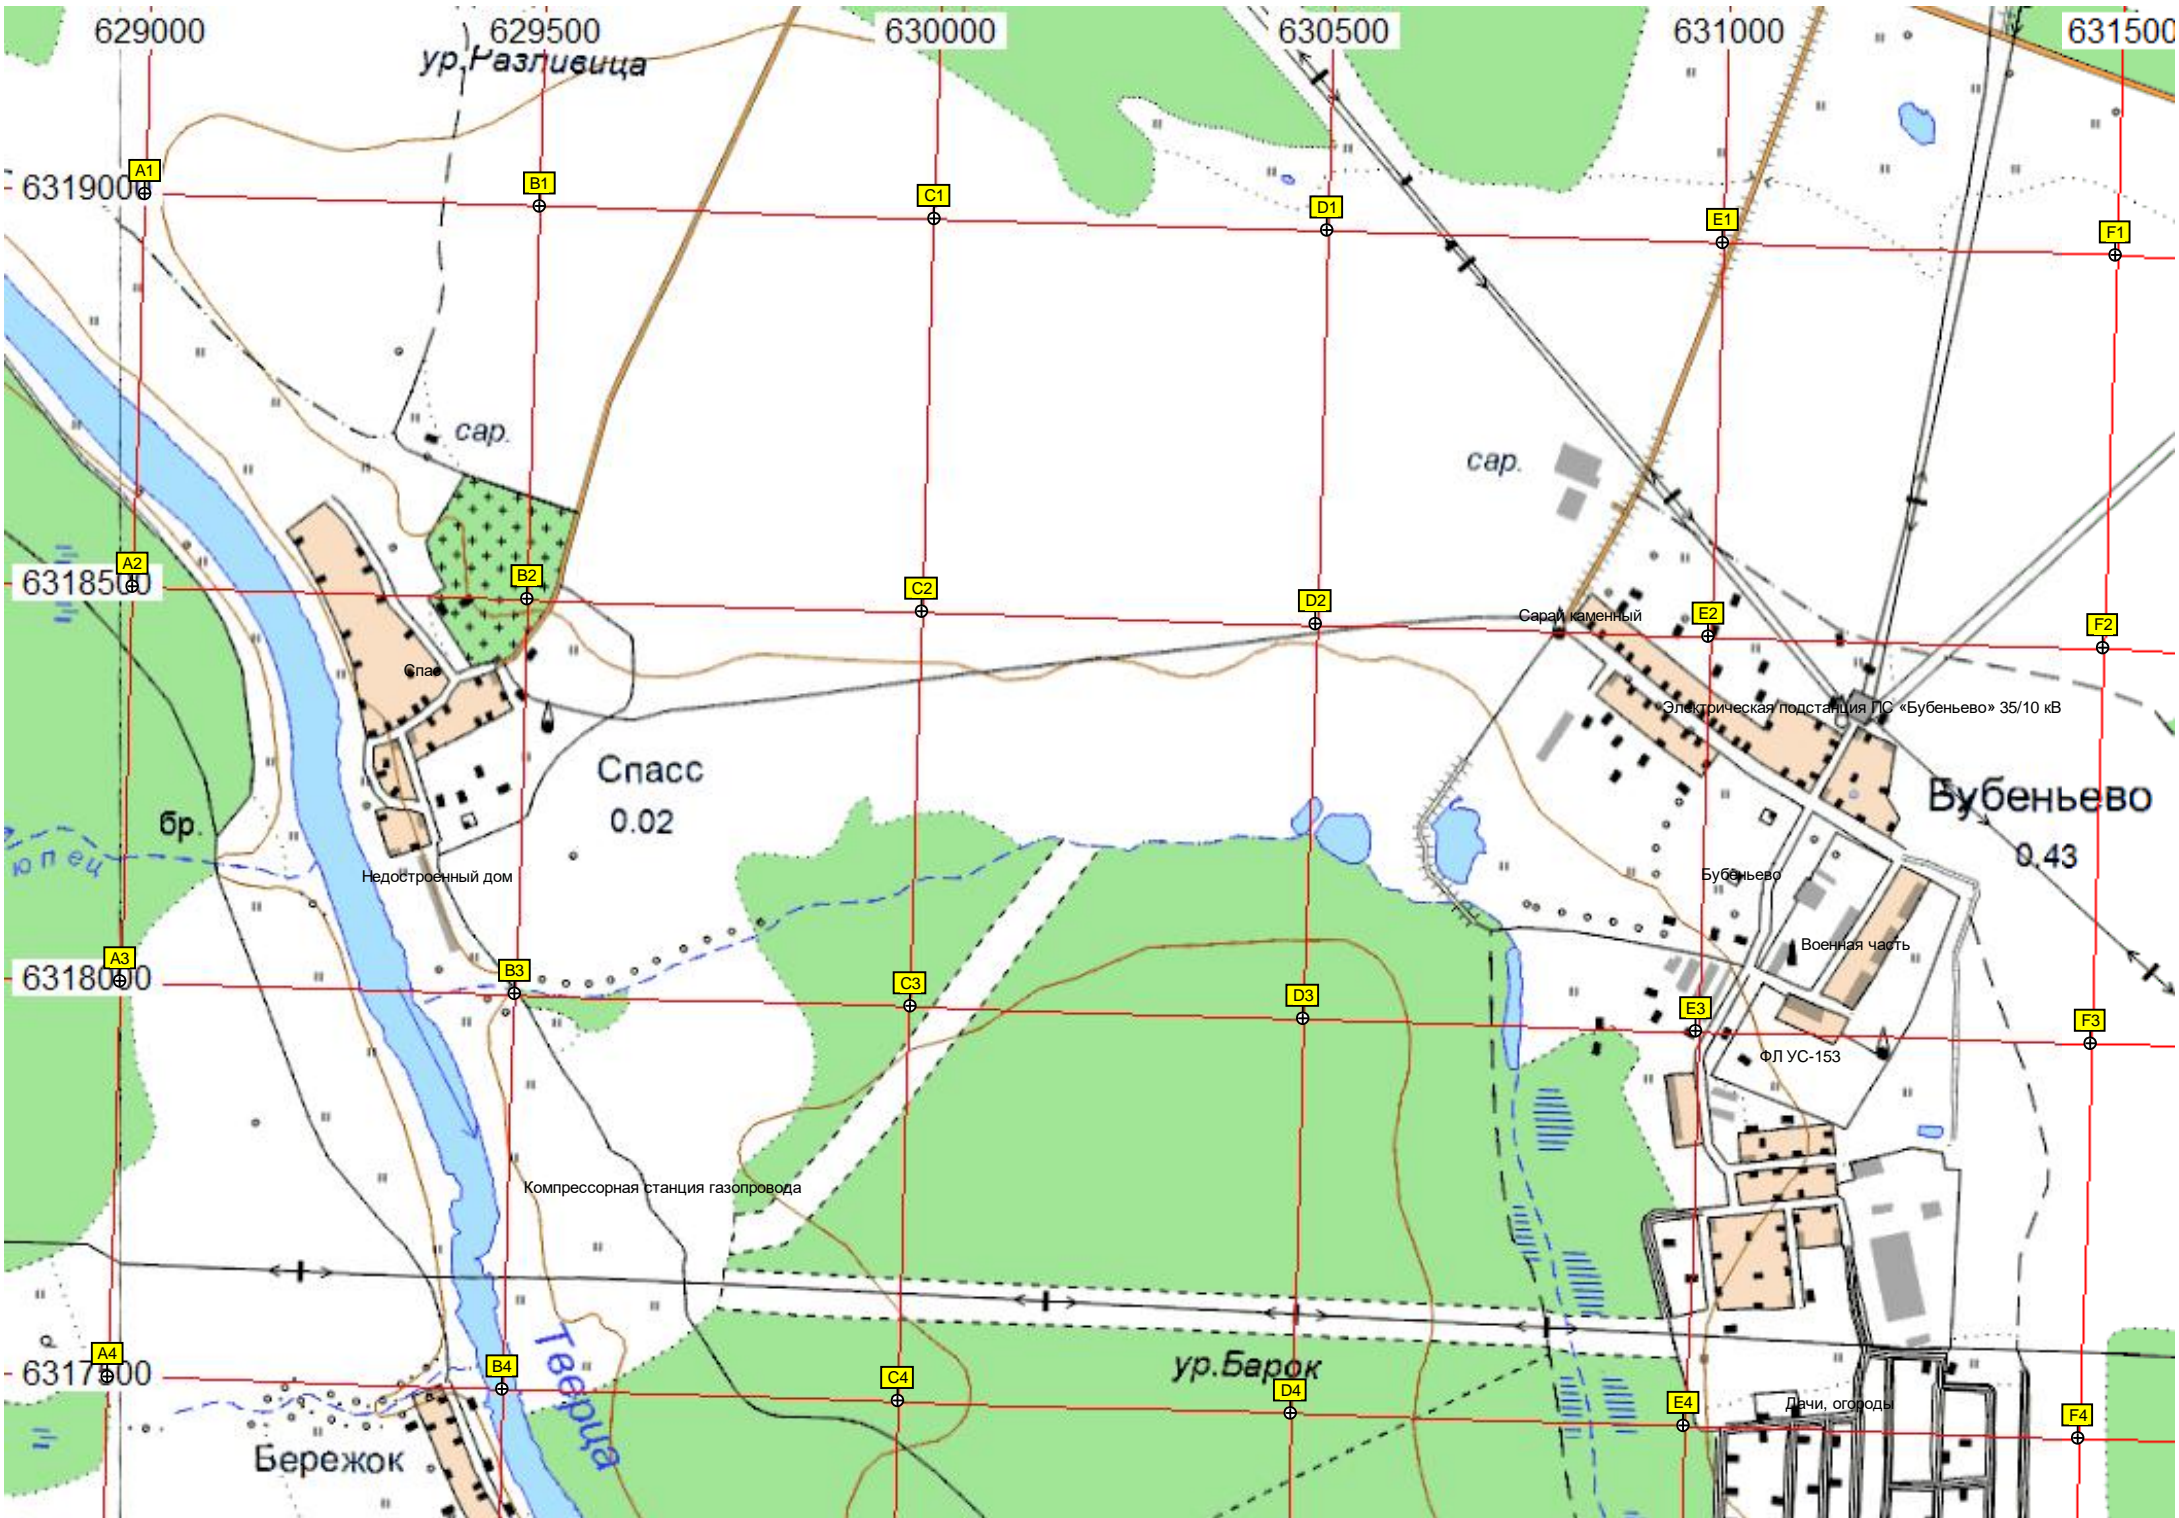 629000
629500
630000
630500
631000
631500
ур.Разливица
A1
6319000
B1
C1
D1
E1
F1
сар.
сар.
A2
6318500
B2
C2
D2
E2
F2
Сарай каменный
Спас
Электрическая подстанция ПС «Бубеньево» 35/10 кВ
Спасс
0.02
Бубеньево
0.43
бр.
юпец
Недостроенный дом
Бубеньево
Военная часть
A3
6318000
B3
C3
D3
E3
F3
ФЛ УС-153
Компрессорная станция газопровода
A4
6317500
B4
C4
D4
E4
F4
Тверца
ур.Барок
Дачи, огороды
Бережок